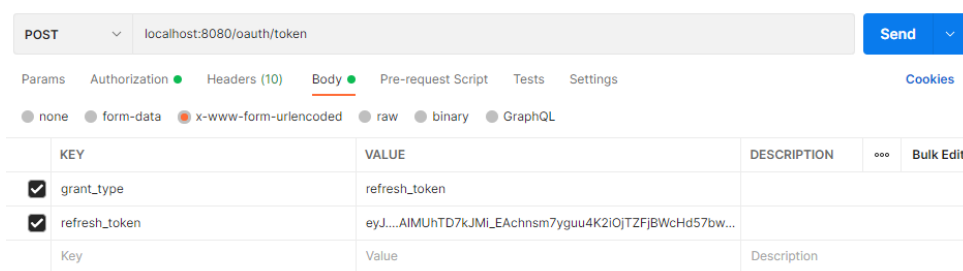 POST localhost:8080/oauth/token Send
Params Authorization Headers (10) Body Pre-request Script Tests Settings Cookies
none form-data x-www-form-urlencoded raw binary GraphQL
KEY VALUE DESCRIPTION ooo Bulk Edit
grant_type refresh_token
refresh_token eyJ....AIMUhTD7kJMi_EAchnsm7yguu4K2iOjTZFjBWcHd57bw...
Key Value Description